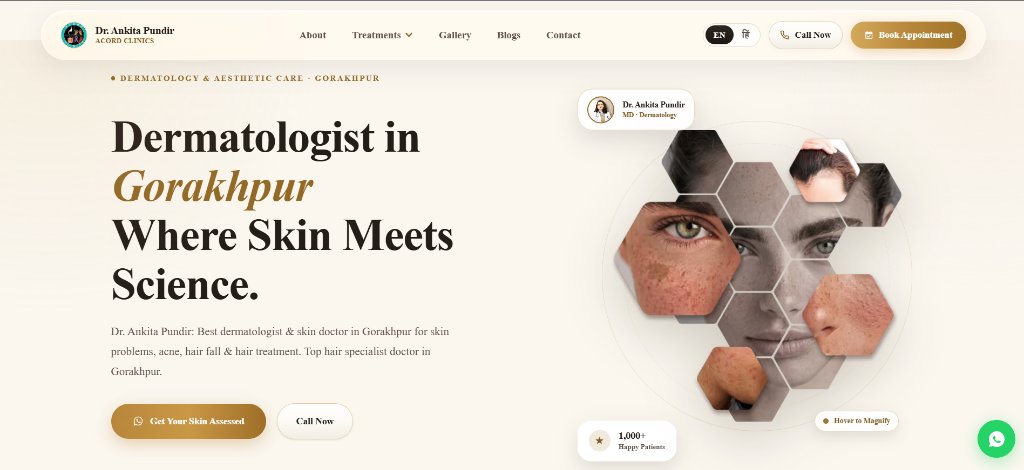 Dr. Ankita Pundir
ACORD CLINICS
About
Treatments
Gallery
Blogs
Contact
EN
हिं
Call Now
Book Appointment
DERMATOLOGY & AESTHETIC CARE · GORAKHPUR
Dr. Ankita Pundir
MD · Dermatology
Dermatologist in
Gorakhpur
Where Skin Meets
Science.
Dr. Ankita Pundir: Best dermatologist & skin doctor in Gorakhpur for skin
problems, acne, hair fall & hair treatment. Top hair specialist doctor in
Gorakhpur.
Get Your Skin Assessed
Call Now
Hover to Magnify
1,000+
Happy Patients